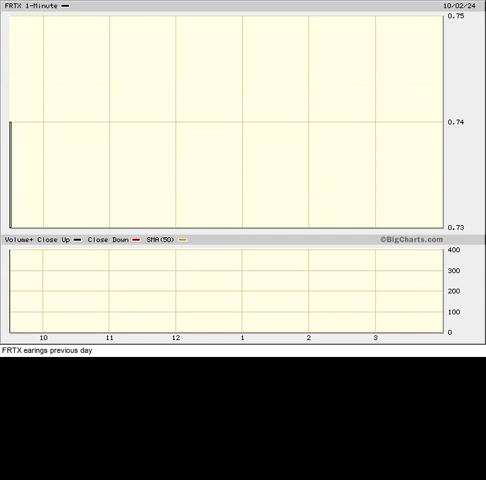 FRTX 1-Minute 10/02/24
0.75
0.74
0.73
Volume+ Close Up Close Down SMA(50) ©BigCharts.com
400
300
200
100
0
10 11 12 1 2 3
FRTX earings previous day